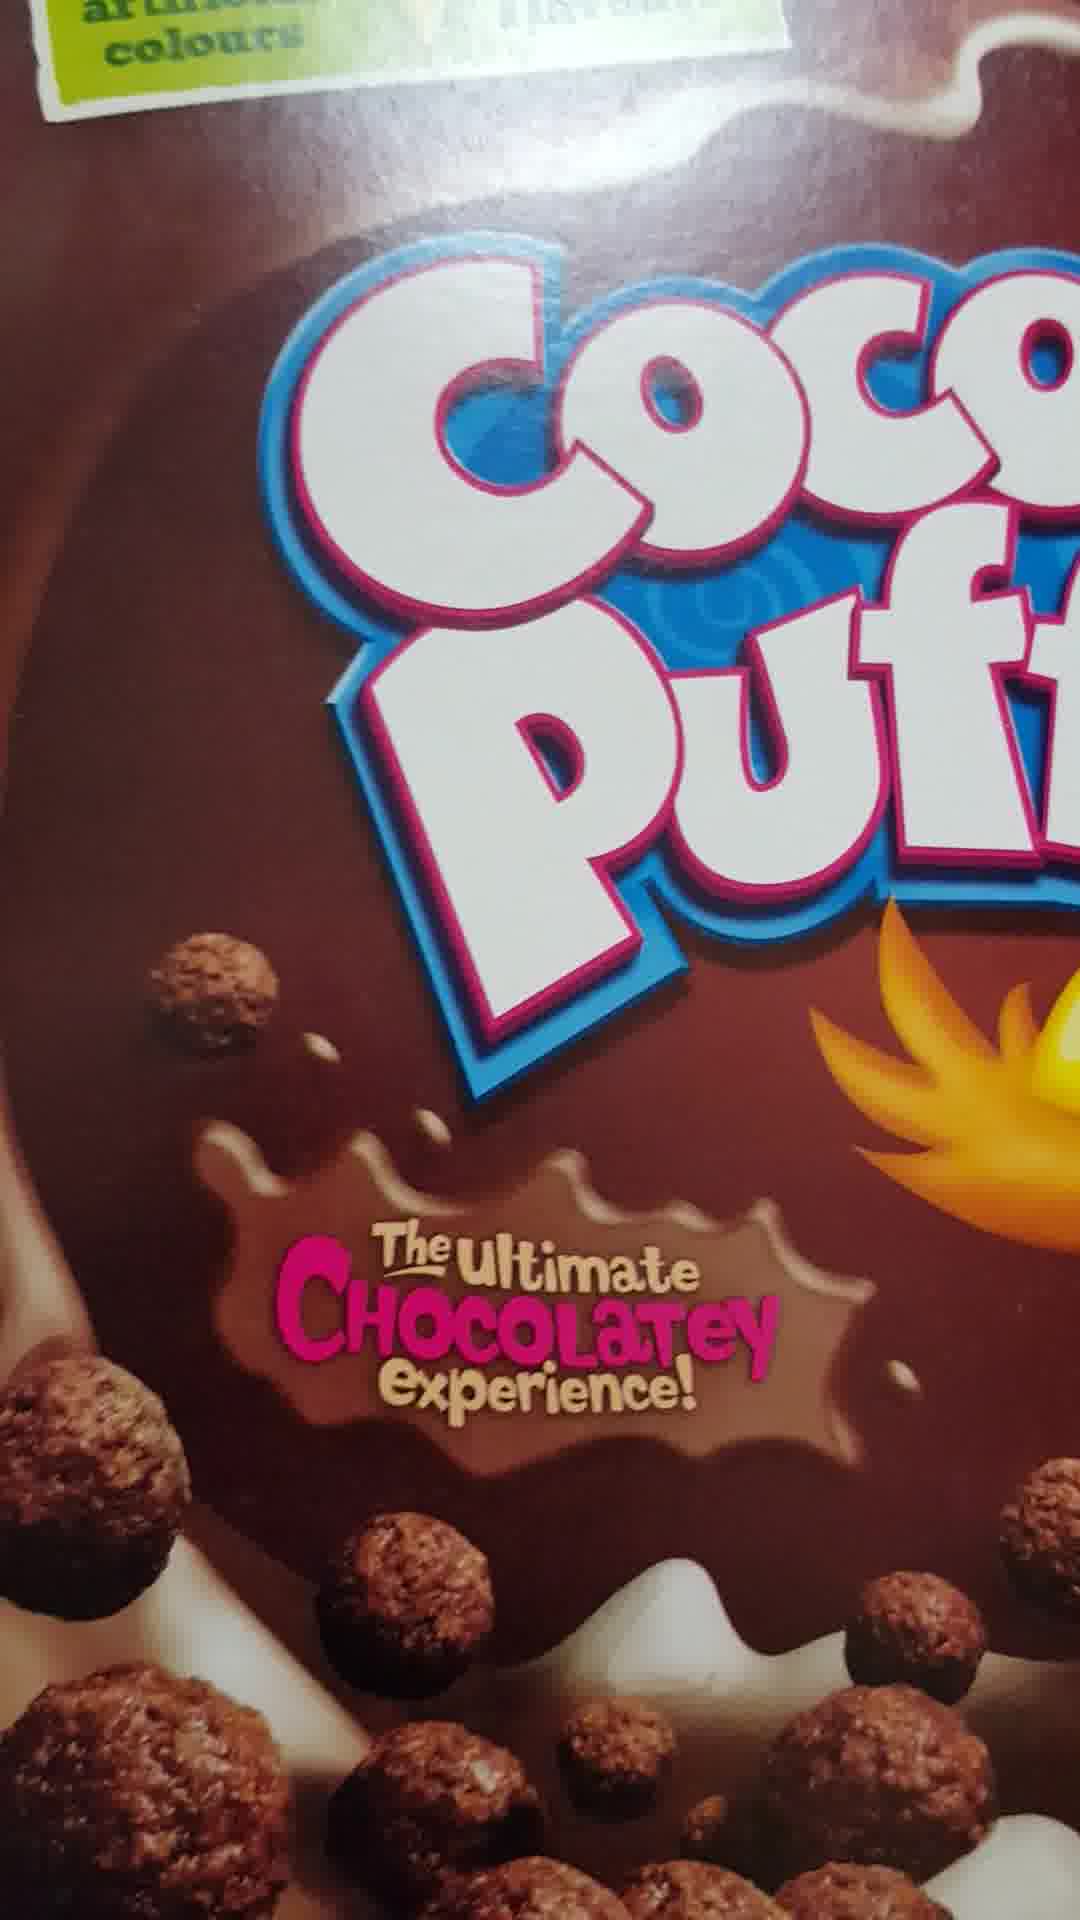 colours
Coco
Puff
The ultimate
CHOCOLATEY
experience!